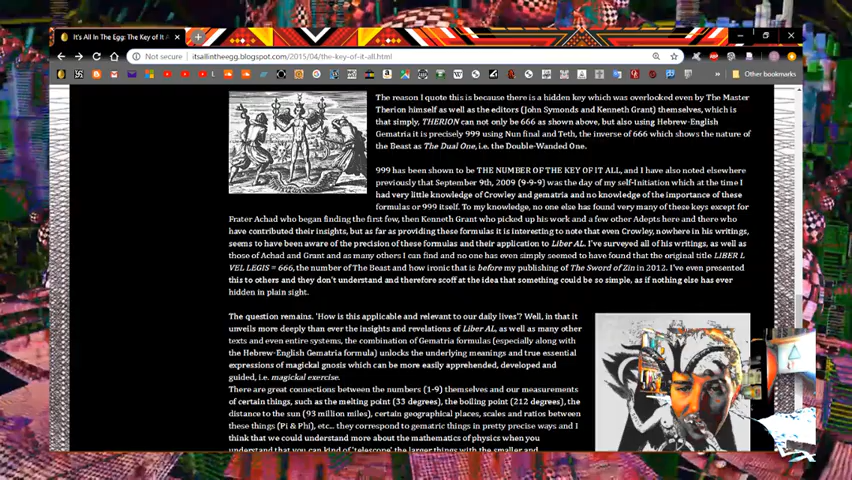 It's All In The Egg: The Key of It A
Not secure
itsallintheegg.blogspot.com/2015/04/the-key-of-it-all.html
Other bookmarks
The reason I quote this is because there is a hidden key which was overlooked even by The Master
Therion himself as well as the editors (John Symonds and Kenneth Grant) themselves, which is
that simply, THERION can not only be 666 as shown above, but also using Hebrew-English
Gematria it is precisely 999 using Nun final and Teth, the inverse of 666 which shows the nature of
the Beast as The Dual One, i.e. the Double-Wanded One.
999 has been shown to be THE NUMBER OF THE KEY OF IT ALL, and I have also noted elsewhere
previously that September 9th, 2009 (9-9-9) was the day of my self-Initiation which at the time I
had very little knowledge of Crowley and gematria and no knowledge of the importance of these
formulas or 999 itself. To my knowledge, no one else has found very many of these keys except for
Frater Achad who began finding the first few, then Kenneth Grant who picked up his work and a few other Adepts here and there who
have contributed their insights, but as far as providing these formulas it is interesting to note that even Crowley, nowhere in his writings,
seems to have been aware of the precision of these formulas and their application to Liber AL. I've surveyed all of his writings, as well as
those of Achad and Grant and as many others I can find and no one has even simply seemed to have found that the original title LIBER L
VEL LEGIS = 666, the number of The Beast and how ironic that is before my publishing of The Sword of Zin in 2012. I've even presented
this to others and they don't understand and therefore scoff at the idea that something could be so simple, as if nothing else has ever
hidden in plain sight.
The question remains. 'How is this applicable and relevant to our daily lives'? Well, in that it
unveils more deeply than ever the insights and revelations of Liber AL, as well as many other
texts and even entire systems, the combination of Gematria formulas (especially along with
the Hebrew-English Gematria formula) unlocks the underlying meanings and true essential
expressions of magickal gnosis which can be more easily apprehended, developed and
guided, i.e. magickal exercise.
There are great connections between the numbers (1-9) themselves and our measurements
of certain things, such as the melting point (33 degrees), the boiling point (212 degrees), the
distance to the sun (93 million miles), certain geographical places, scales and ratios between
these things (Pi & Phi), etc... they correspond to gematric things in pretty precise ways and I
think that we could understand more about the mathematics of physics when you
understand that you can kind of 'telescope' the larger things with the smaller and